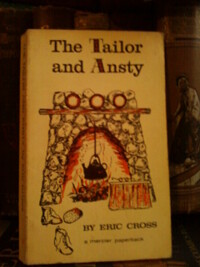 The Tailor
and Ansty
BY ERIC CROSS
a mercier paperback